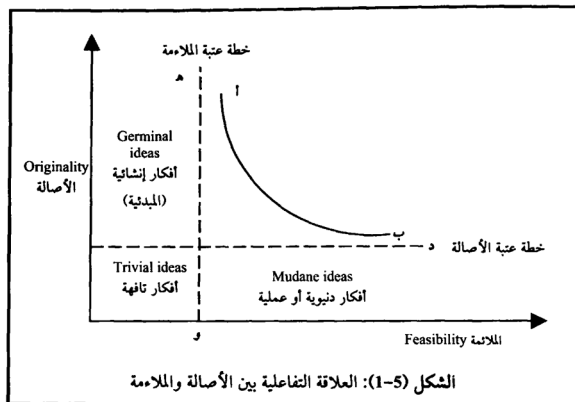 خطة عتبة الملاءمة
ه
أ
Germinal
ideas
أفكار إنشائية
(المبدئية)
Originality
الأصالة
ب
د
خطة عتبة الأصالة
Trivial ideas
أفكار تافهة
Mudane ideas
أفكار دنيوية أو عملية
و
Feasibility الملائمة
الشكل (5-1): العلاقة التفاعلية بين الأصالة والملاءمة